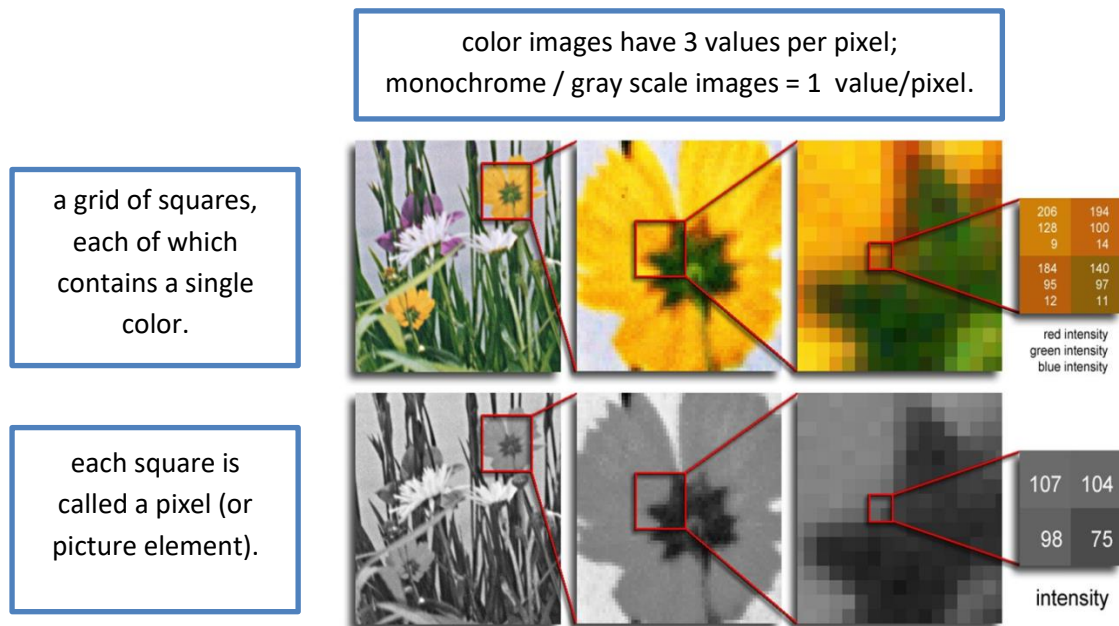 color images have 3 values per pixel;
monochrome / gray scale images = 1 value/pixel.
a grid of squares,
each of which
contains a single
color.
206 194
128 100
9 14
184 140
95 97
12 11
red intensity
green intensity
blue intensity
each square is
called a pixel (or
picture element).
107 104
98 75
intensity